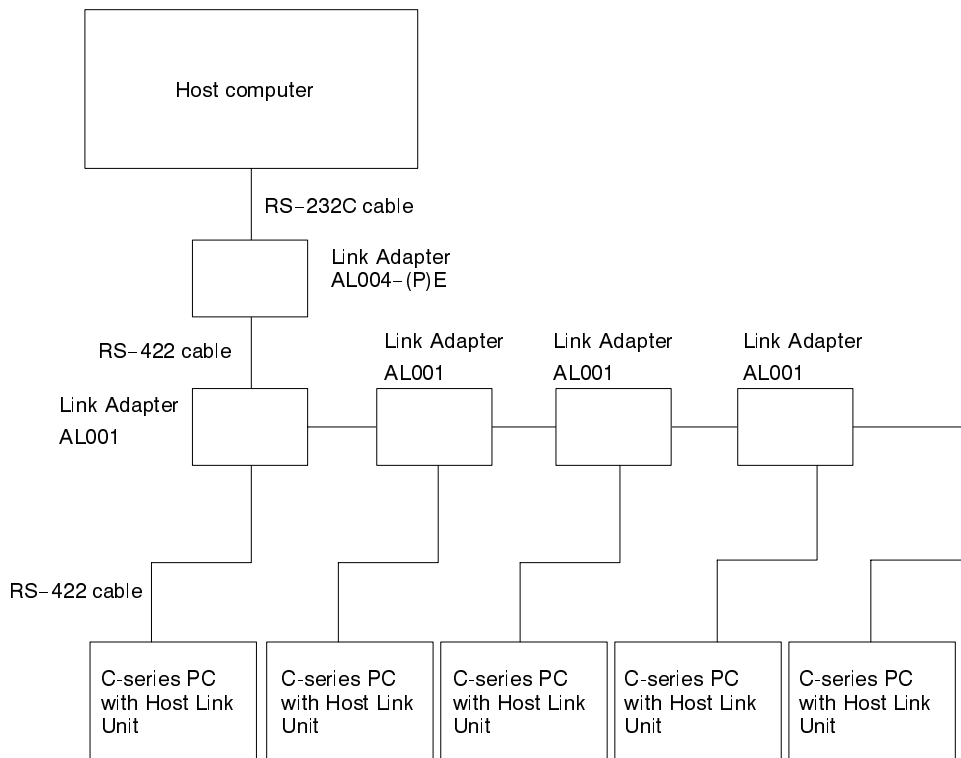 Host computer
RS-232C cable
Link Adapter
AL004-(P)E
RS-422 cable
Link Adapter
AL001
Link Adapter
AL001
Link Adapter
AL001
Link Adapter
AL001
RS-422 cable
C-series PC
with Host Link
Unit
C-series PC
with Host Link
Unit
C-series PC
with Host Link
Unit
C-series PC
with Host Link
Unit
C-series PC
with Host Link
Unit